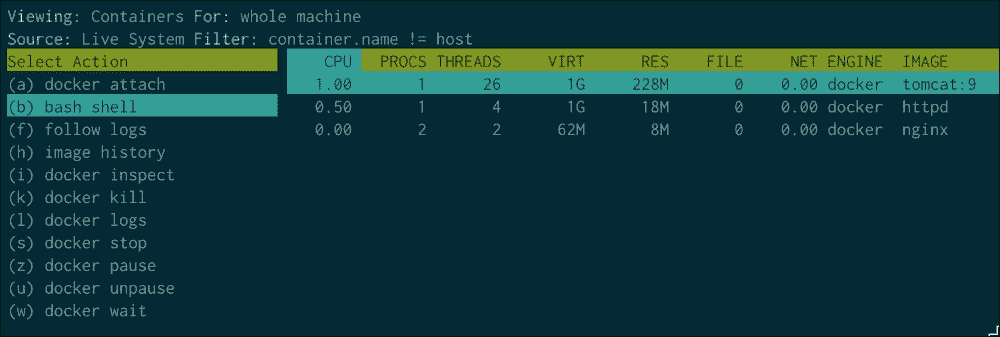 Viewing: Containers For: whole machine
Source: Live System Filter: container.name != host
Select Action CPU PROCS THREADS VIRT RES FILE NET ENGINE IMAGE
(a) docker attach 1.00 1 26 1G 228M 0 0.00 docker tomcat:9
(b) bash shell 0.50 1 4 1G 18M 0 0.00 docker httpd
(f) follow logs 0.00 2 2 62M 8M 0 0.00 docker nginx
(h) image history
(i) docker inspect
(k) docker kill
(l) docker logs
(s) docker stop
(z) docker pause
(u) docker unpause
(w) docker wait